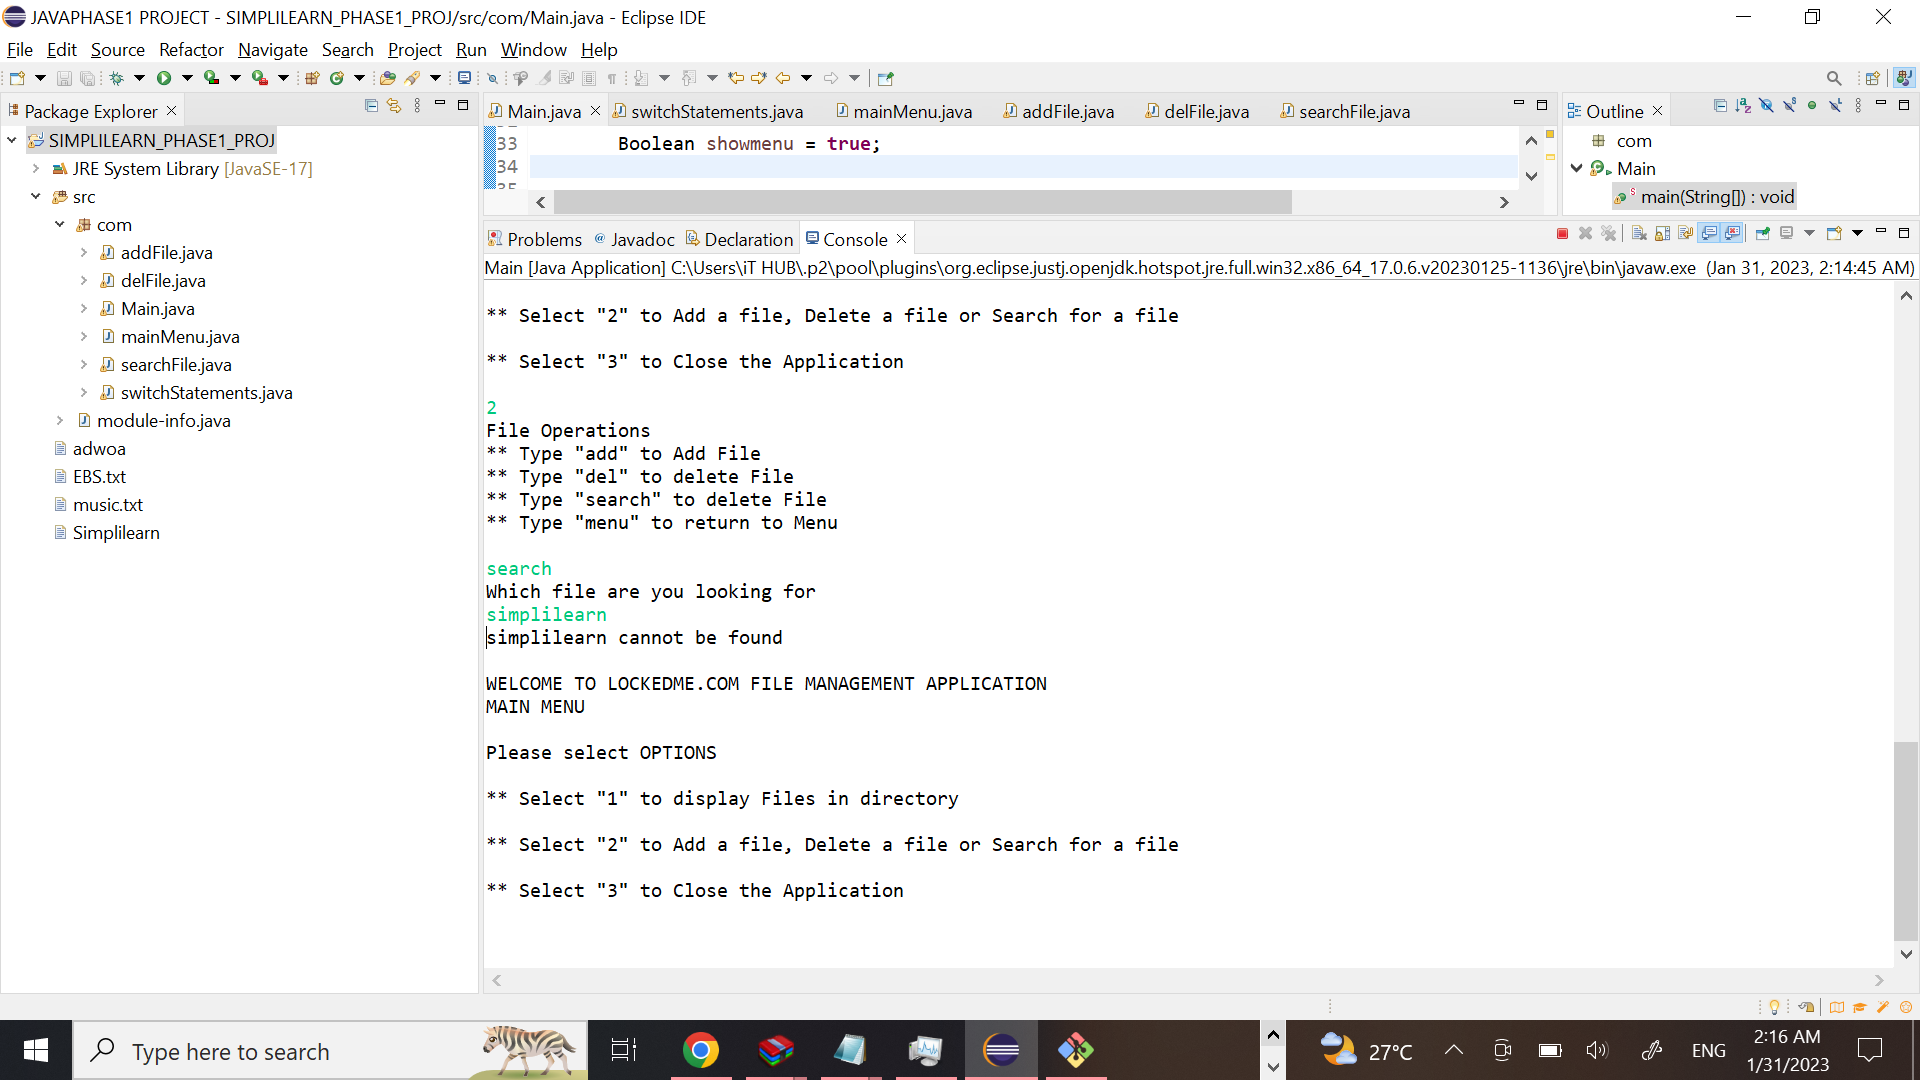 JAVAPHASE1 PROJECT - SIMPLILEARN_PHASE1_PROJ/src/com/Main.java - Eclipse IDE
File Edit Source Refactor Navigate Search Project Run Window Help
Package Explorer
SIMPLILEARN_PHASE1_PROJ
JRE System Library [JavaSE-17]
src
com
addFile.java
delFile.java
Main.java
mainMenu.java
searchFile.java
switchStatements.java
module-info.java
adwoa
EBS.txt
music.txt
Simplilearn
Main.java switchStatements.java mainMenu.java addFile.java delFile.java searchFile.java
33 Boolean showmenu = true;
34
Outline
com
Main
main(String[]) : void
Problems Javadoc Declaration Console
Main [Java Application] C:\Users\iT HUB\.p2\pool\plugins\org.eclipse.justj.openjdk.hotspot.jre.full.win32.x86_64_17.0.6.v20230125-1136\jre\bin\javaw.exe (Jan 31, 2023, 2:14:45 AM)
** Select "2" to Add a file, Delete a file or Search for a file
** Select "3" to Close the Application
2
File Operations
** Type "add" to Add File
** Type "del" to delete File
** Type "search" to delete File
** Type "menu" to return to Menu
search
Which file are you looking for
simplilearn
simplilearn cannot be found
WELCOME TO LOCKEDME.COM FILE MANAGEMENT APPLICATION
MAIN MENU
Please select OPTIONS
** Select "1" to display Files in directory
** Select "2" to Add a file, Delete a file or Search for a file
** Select "3" to Close the Application
Type here to search
27°C
ENG
2:16 AM
1/31/2023